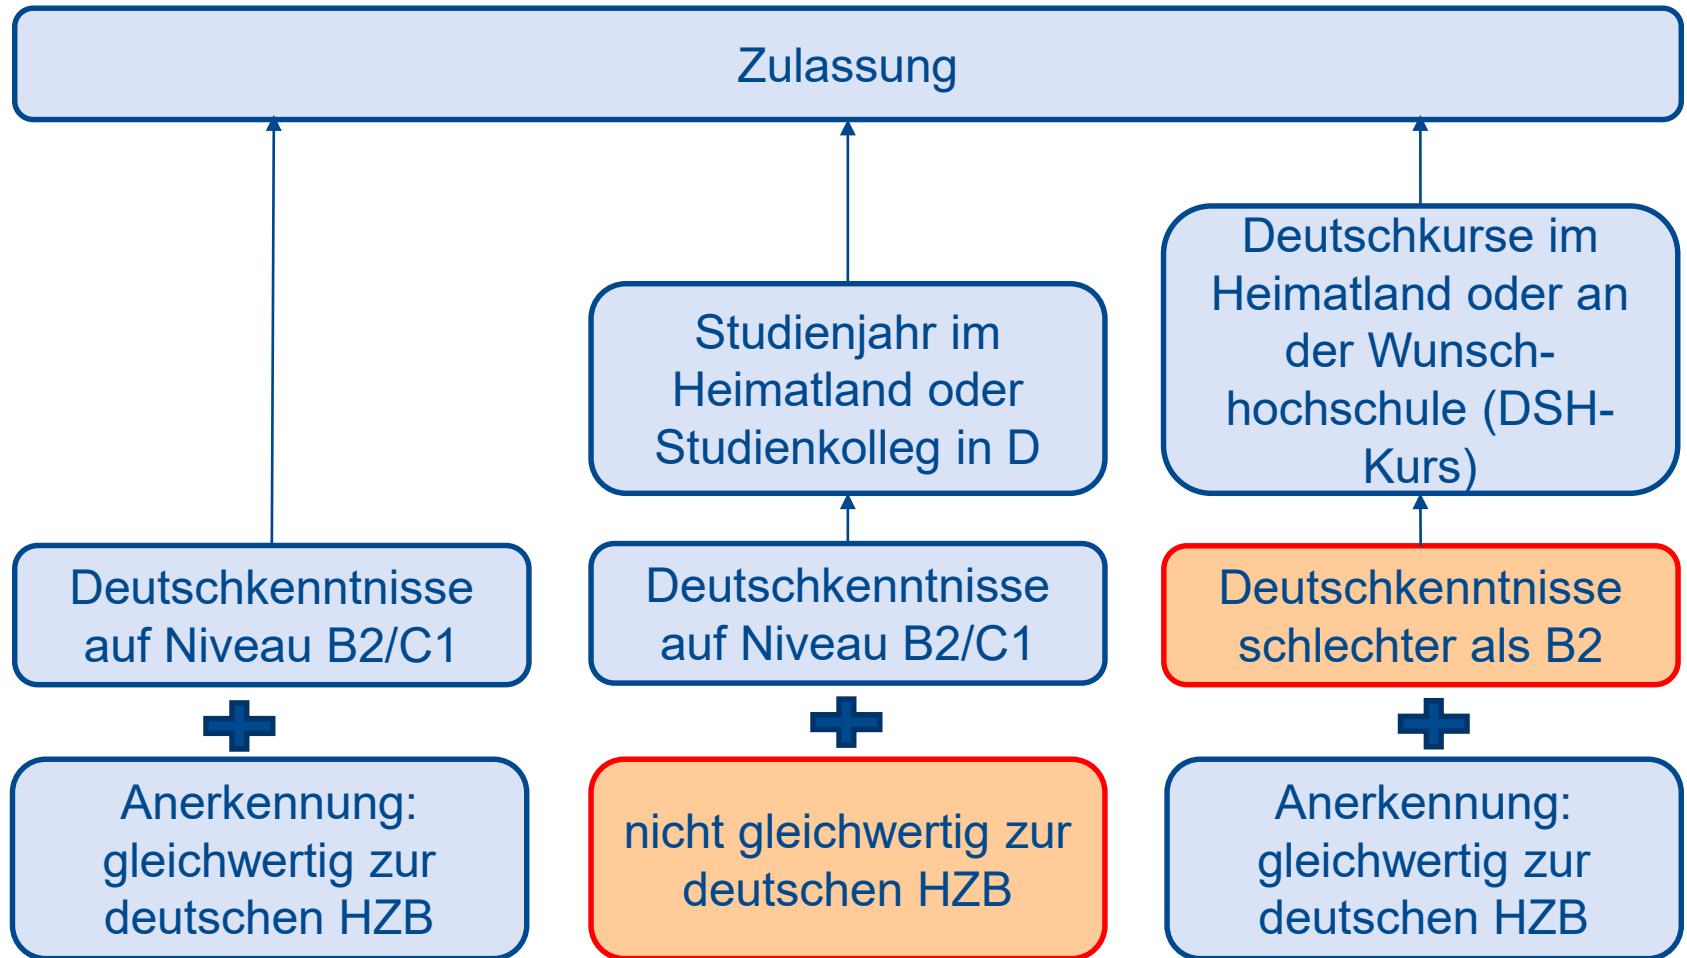 Zulassung
Deutschkurse im
Heimatland oder an
der Wunsch-
hochschule (DSH-
Kurs)
Studienjahr im
Heimatland oder
Studienkolleg in D
Deutschkenntnisse
auf Niveau B2/C1
Deutschkenntnisse
auf Niveau B2/C1
Deutschkenntnisse
schlechter als B2
Anerkennung:
gleichwertig zur
deutschen HZB
nicht gleichwertig zur
deutschen HZB
Anerkennung:
gleichwertig zur
deutschen HZB